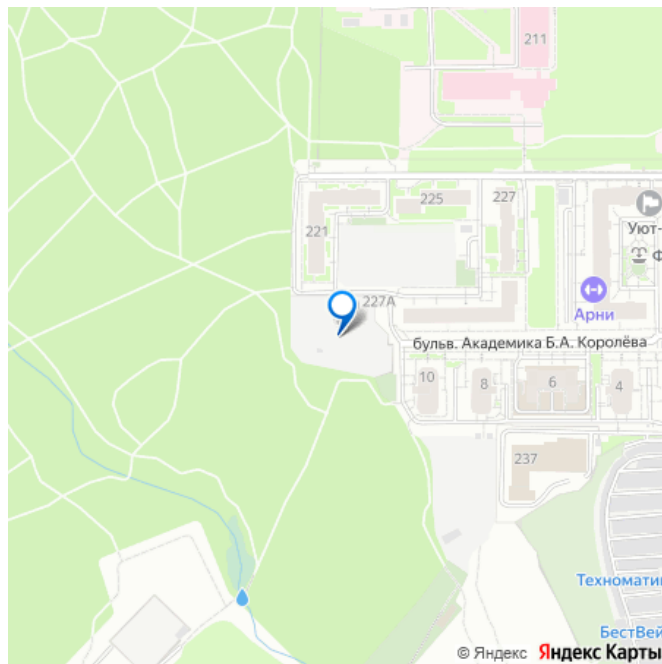 211
225
227
221
Уют-
Ф
227А
Арни
бульв. Академика Б.А. Королёва
10
8
6
4
237
Техномати
БестВей
© Яндекс Яндекс Карты